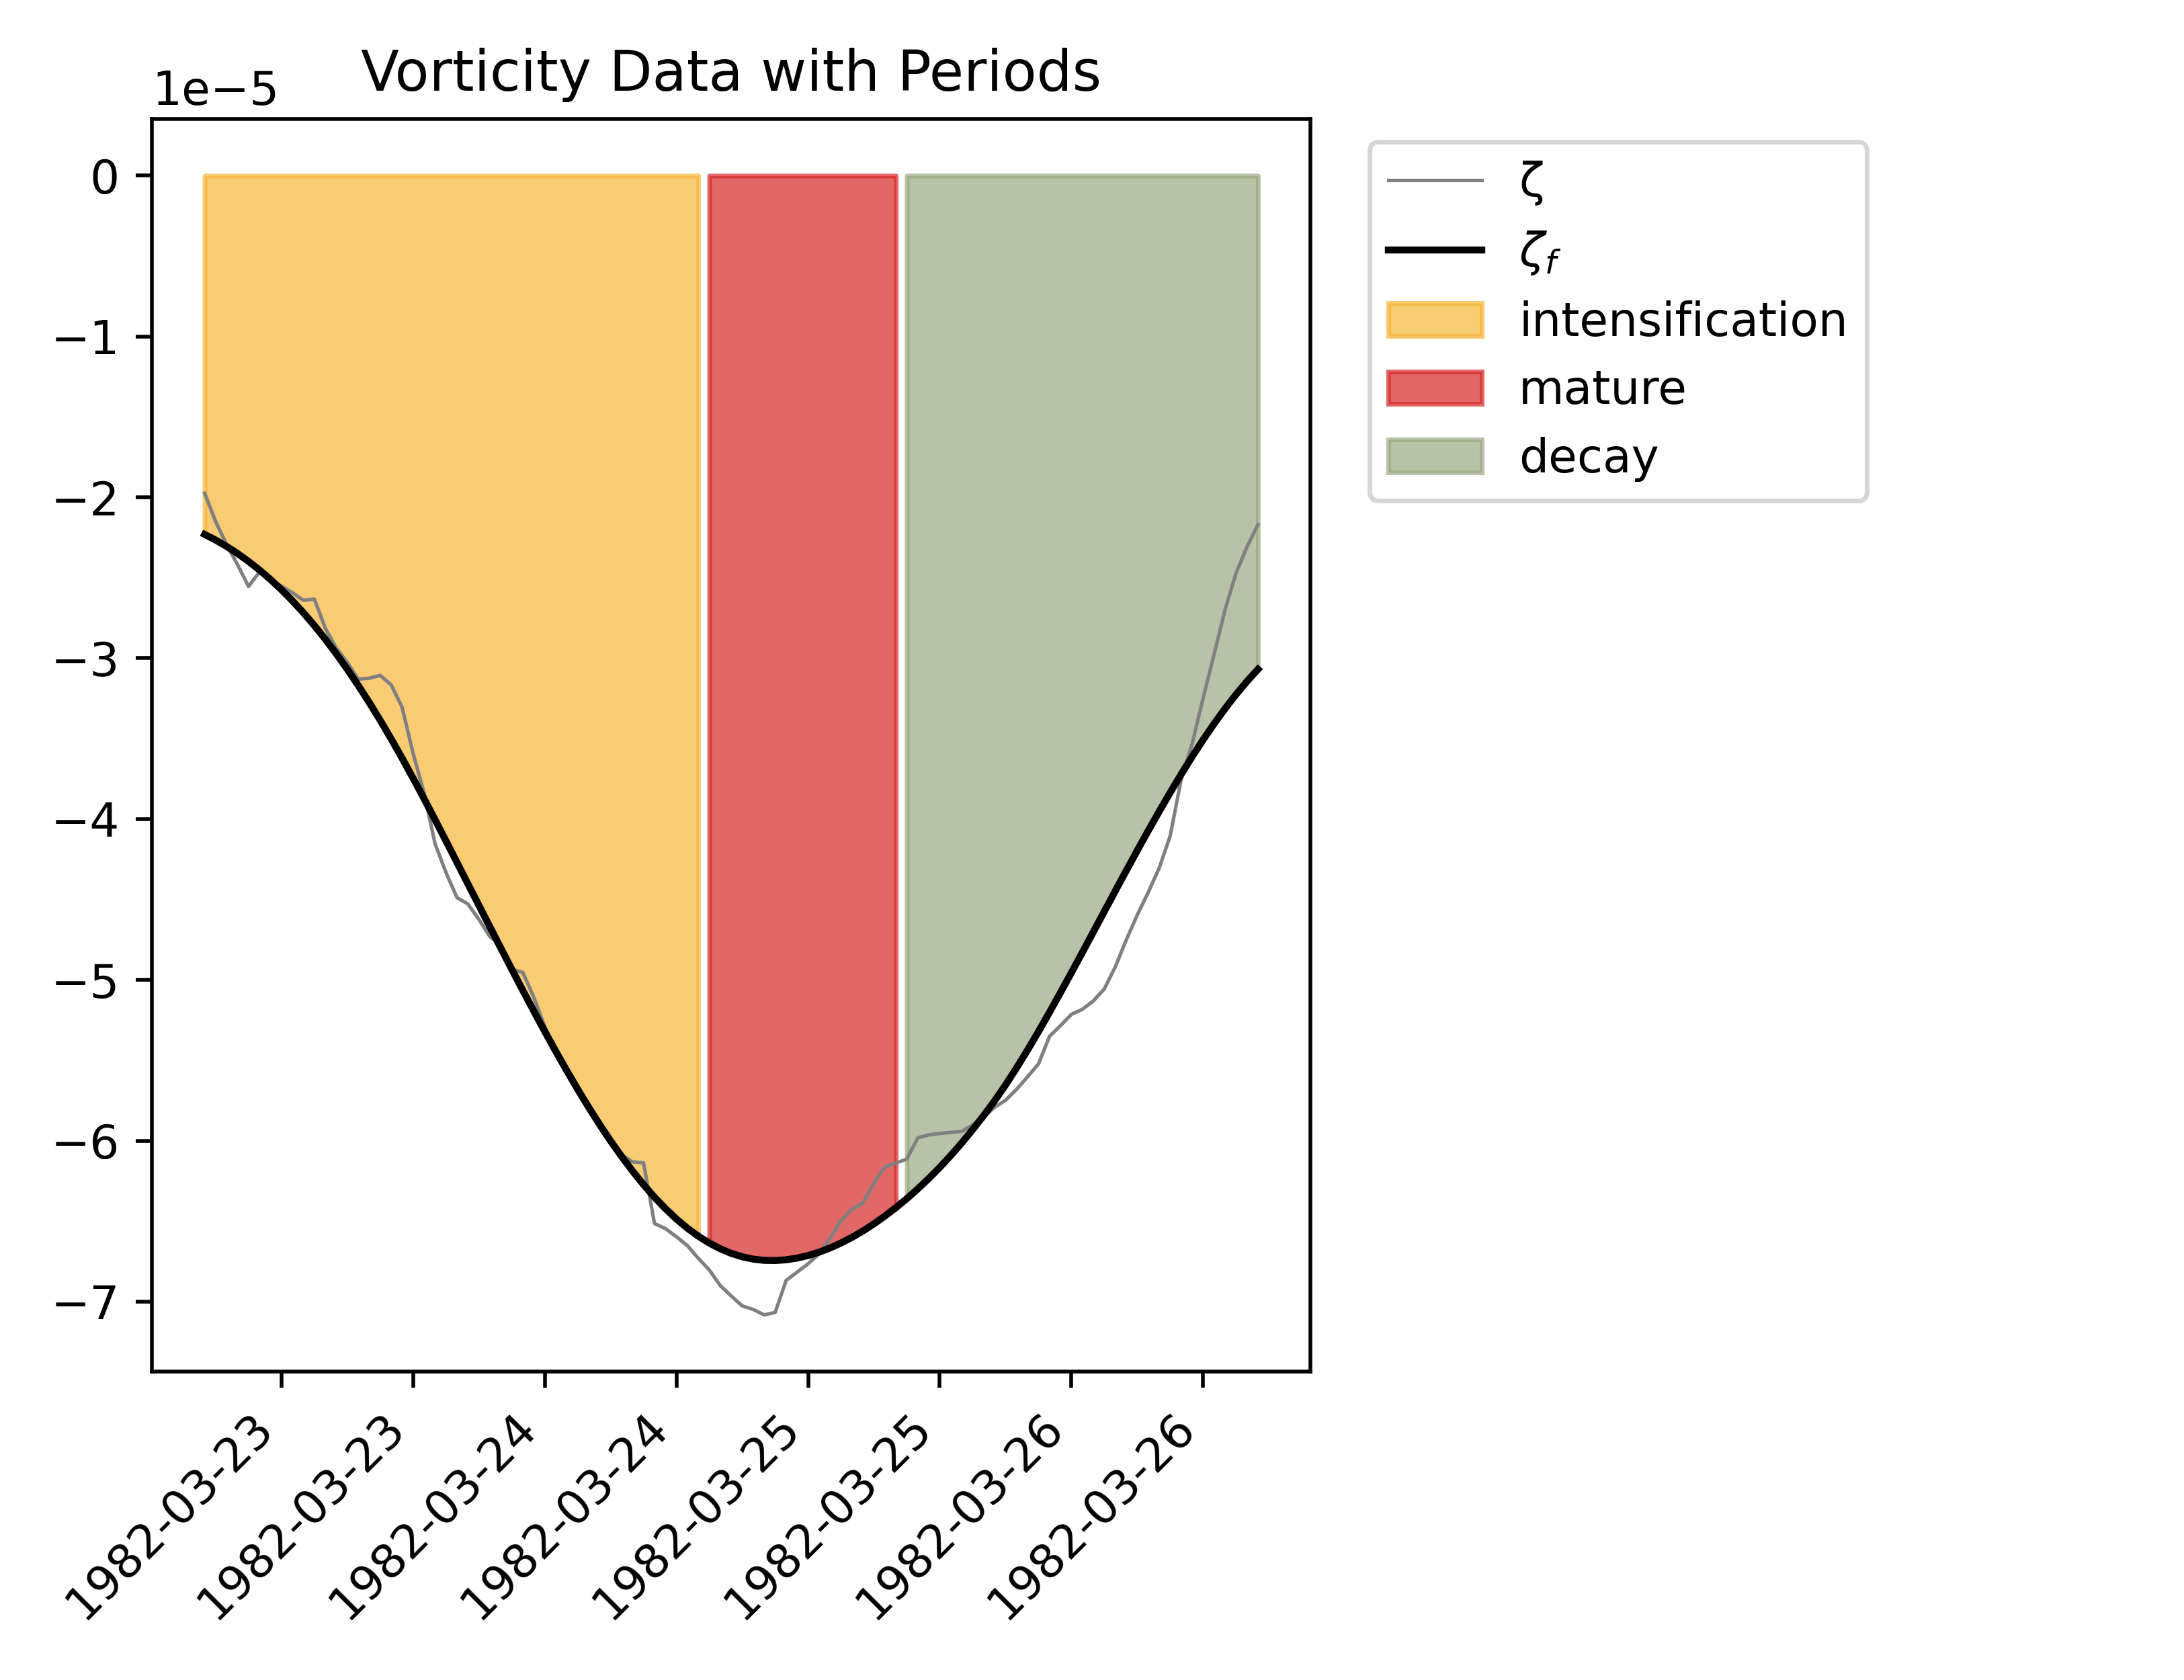 Vorticity Data with Periods
1e−5
0
−1
−2
−3
−4
−5
−6
−7
1982-03-23
1982-03-23
1982-03-24
1982-03-24
1982-03-25
1982-03-25
1982-03-26
1982-03-26
ζ
ζf
intensification
mature
decay